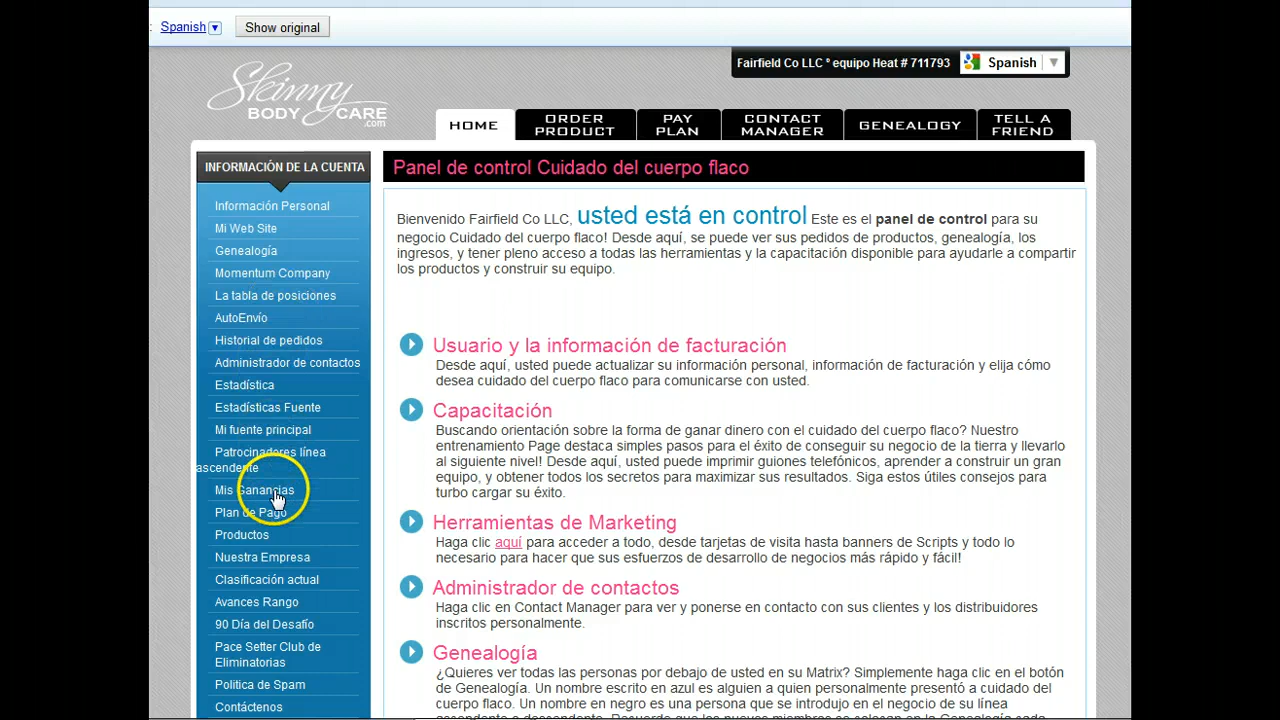 : Spanish Show original
Fairfield Co LLC ° equipo Heat # 711793 Spanish
Skinny
BODY CARE
.com
HOME
ORDER PRODUCT
PAY PLAN
CONTACT MANAGER
GENEALOGY
TELL A FRIEND
INFORMACIÓN DE LA CUENTA
Información Personal
Mi Web Site
Genealogía
Momentum Company
La tabla de posiciones
AutoEnvío
Historial de pedidos
Administrador de contactos
Estadística
Estadísticas Fuente
Mi fuente principal
Patrocinadores línea
ascendente
Mis Ganancias
Plan de Pago
Productos
Nuestra Empresa
Clasificación actual
Avances Rango
90 Día del Desafío
Pace Setter Club de
Eliminatorias
Politica de Spam
Contáctenos
Panel de control Cuidado del cuerpo flaco
Bienvenido Fairfield Co LLC, usted está en control Este es el panel de control para su
negocio Cuidado del cuerpo flaco! Desde aquí, se puede ver sus pedidos de productos, genealogía, los
ingresos, y tener pleno acceso a todas las herramientas y la capacitación disponible para ayudarle a compartir
los productos y construir su equipo.
Usuario y la información de facturación
Desde aquí, usted puede actualizar su información personal, información de facturación y elija cómo
desea cuidado del cuerpo flaco para comunicarse con usted.
Capacitación
Buscando orientación sobre la forma de ganar dinero con el cuidado del cuerpo flaco? Nuestro
entrenamiento Page destaca simples pasos para el éxito de conseguir su negocio de la tierra y llevarlo
al siguiente nivel! Desde aquí, usted puede imprimir guiones telefónicos, aprender a construir un gran
equipo, y obtener todos los secretos para maximizar sus resultados. Siga estos útiles consejos para
turbo cargar su éxito.
Herramientas de Marketing
Haga clic aquí para acceder a todo, desde tarjetas de visita hasta banners de Scripts y todo lo
necesario para hacer que sus esfuerzos de desarrollo de negocios más rápido y fácil!
Administrador de contactos
Haga clic en Contact Manager para ver y ponerse en contacto con sus clientes y los distribuidores
inscritos personalmente.
Genealogía
¿Quieres ver todas las personas por debajo de usted en su Matrix? Simplemente haga clic en el botón
de Genealogía. Un nombre escrito en azul es alguien a quien personalmente presentó a cuidado del
cuerpo flaco. Un nombre en negro es una persona que se introdujo en el negocio de su línea